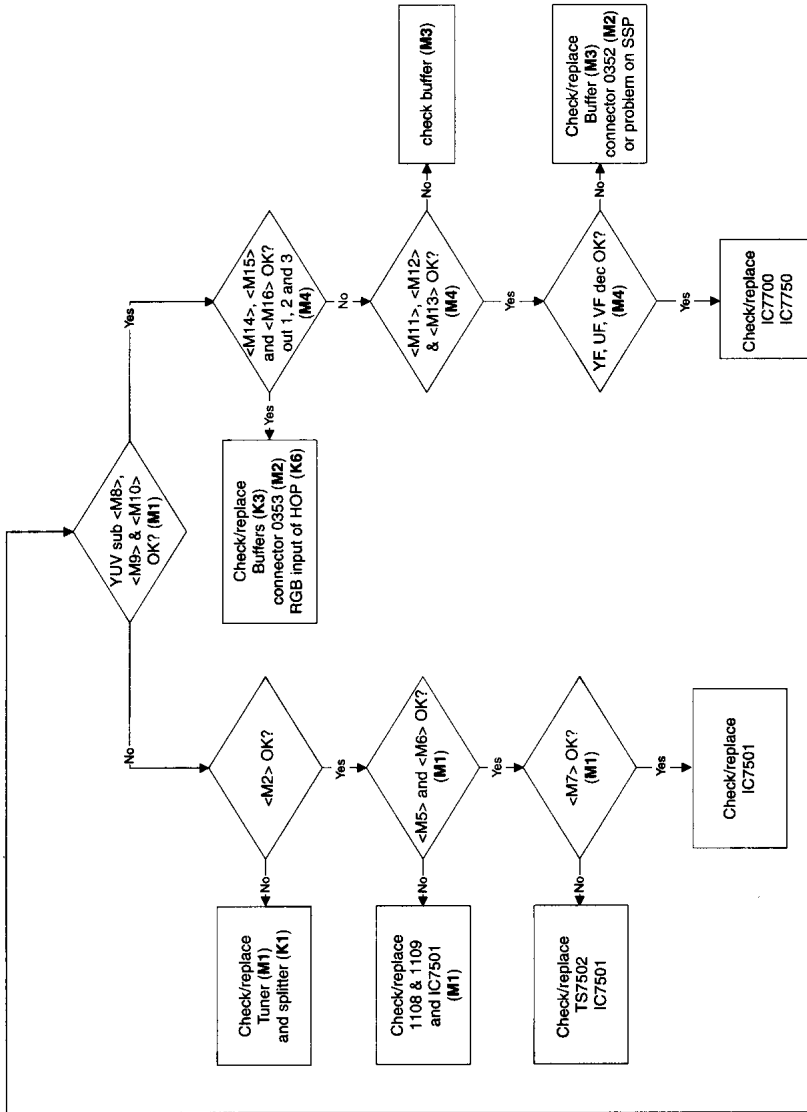 YUV sub <M8>,
<M9> & <M10>
OK? (M1)
No
Yes
<M2> OK?
No
Check/replace
Tuner (M1)
and splitter (K1)
Yes
<M5> and <M6> OK?
(M1)
No
Check/replace
1108 & 1109
and IC7501
(M1)
Yes
<M7> OK?
(M1)
No
Check/replace
TS7502
IC7501
Yes
Check/replace
IC7501
<M14>, <M15>
and <M16> OK?
out 1, 2 and 3
(M4)
Yes
Check/replace
Buffers (K3)
connector 0353 (M2)
RGB input of HOP (K6)
No
<M11>, <M12>
& <M13> OK?
(M4)
No
check buffer (M3)
Yes
YF, UF, VF dec OK?
(M4)
No
Check/replace
Buffer (M3)
connector 0352 (M2)
or problem on SSP
Yes
Check/replace
IC7700
IC7750